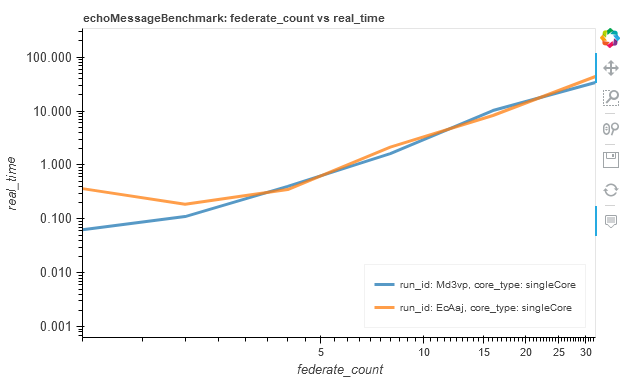 echoMessageBenchmark: federate_count vs real_time
100.000
10.000
1.000
0.100
0.010
0.001
real_time
run_id: Md3vp, core_type: singleCore
run_id: EcAaj, core_type: singleCore
5
10
15
20
25
30
federate_count